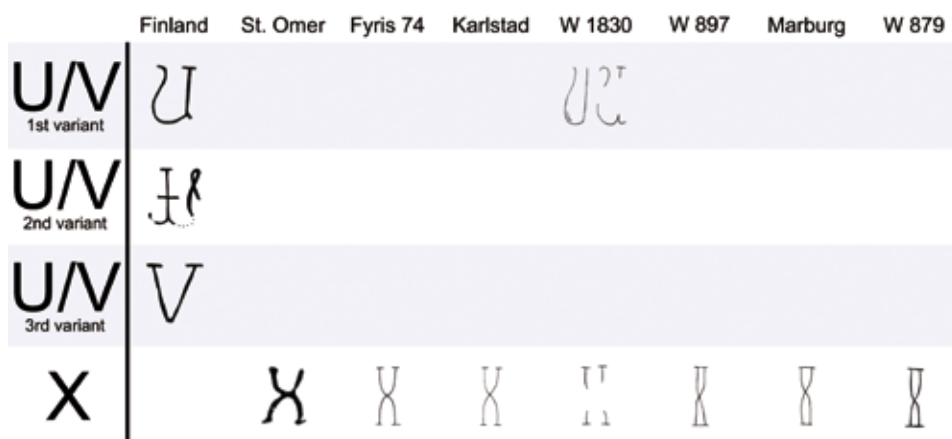 Finland St. Omer Fyris 74 Karlstad W 1830 W 897 Marburg W 879
U/V
1st variant
U/V
2nd variant
U/V
3rd variant
X